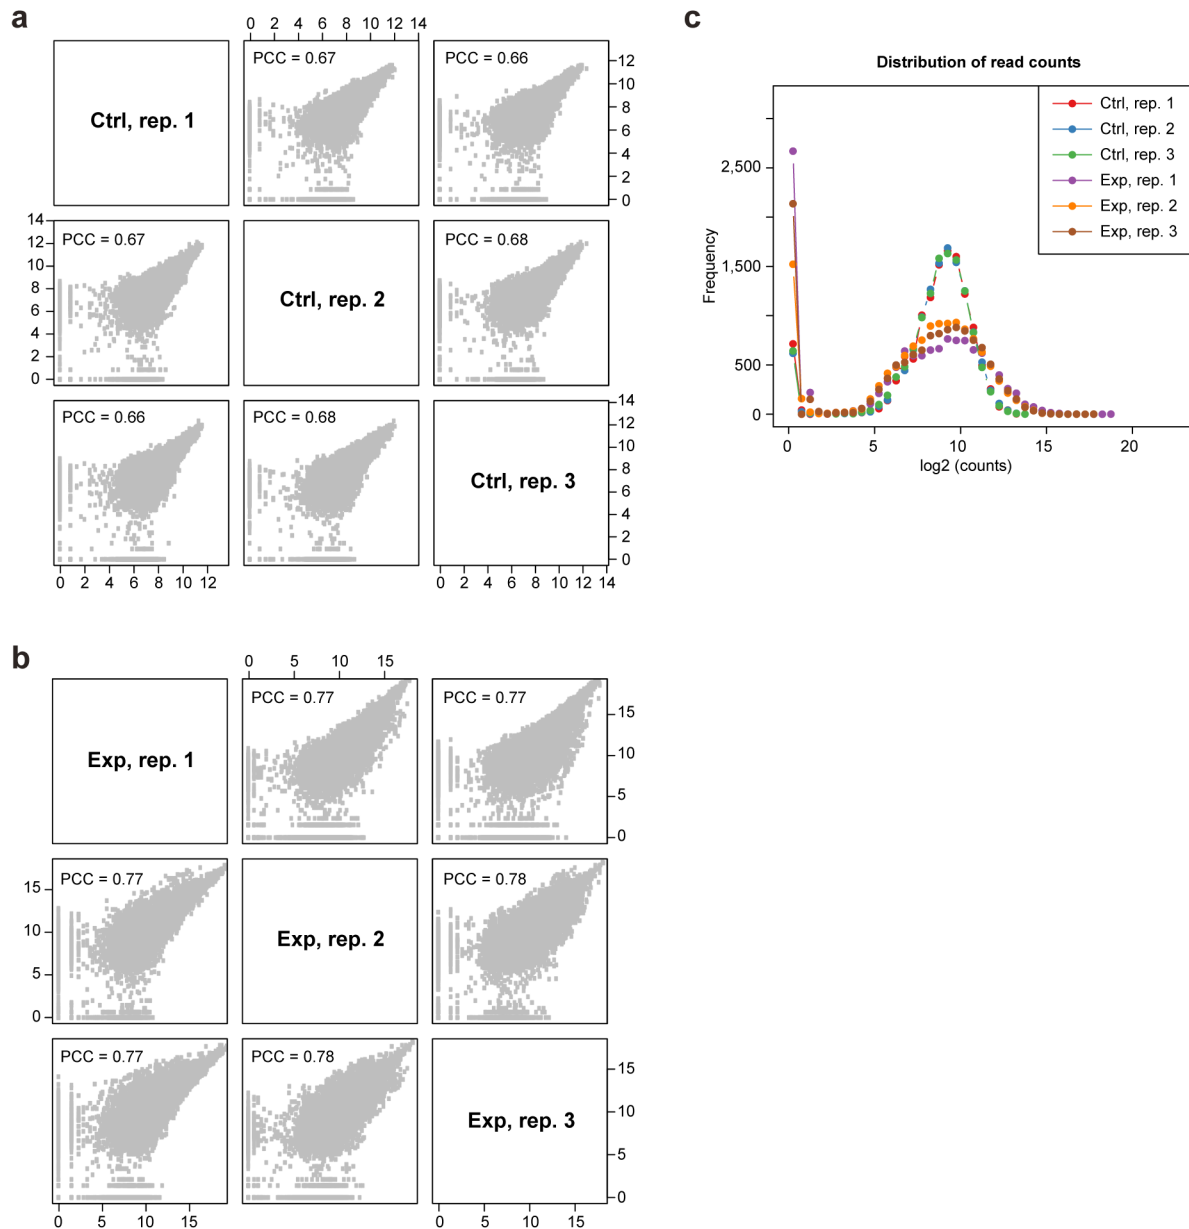 a
0 2 4 6 8 10 12 14
Ctrl, rep. 1
PCC = 0.67
PCC = 0.66
12
10
8
6
4
2
0
14
12
10
8
6
4
2
0
PCC = 0.67
Ctrl, rep. 2
PCC = 0.68
PCC = 0.66
PCC = 0.68
Ctrl, rep. 3
14
12
10
8
6
4
2
0
0 2 4 6 8 10 12
0 2 4 6 8 10 12 14
b
0 5 10 15
Exp, rep. 1
PCC = 0.77
PCC = 0.77
15
10
5
0
15
10
5
0
PCC = 0.77
Exp, rep. 2
PCC = 0.78
PCC = 0.77
PCC = 0.78
Exp, rep. 3
15
10
5
0
0 5 10 15
0 5 10 15
c
Distribution of read counts
Ctrl, rep. 1
Ctrl, rep. 2
Ctrl, rep. 3
Exp, rep. 1
Exp, rep. 2
Exp, rep. 3
Frequency
2,500
1,500
500
0
0 5 10 15 20
log2 (counts)